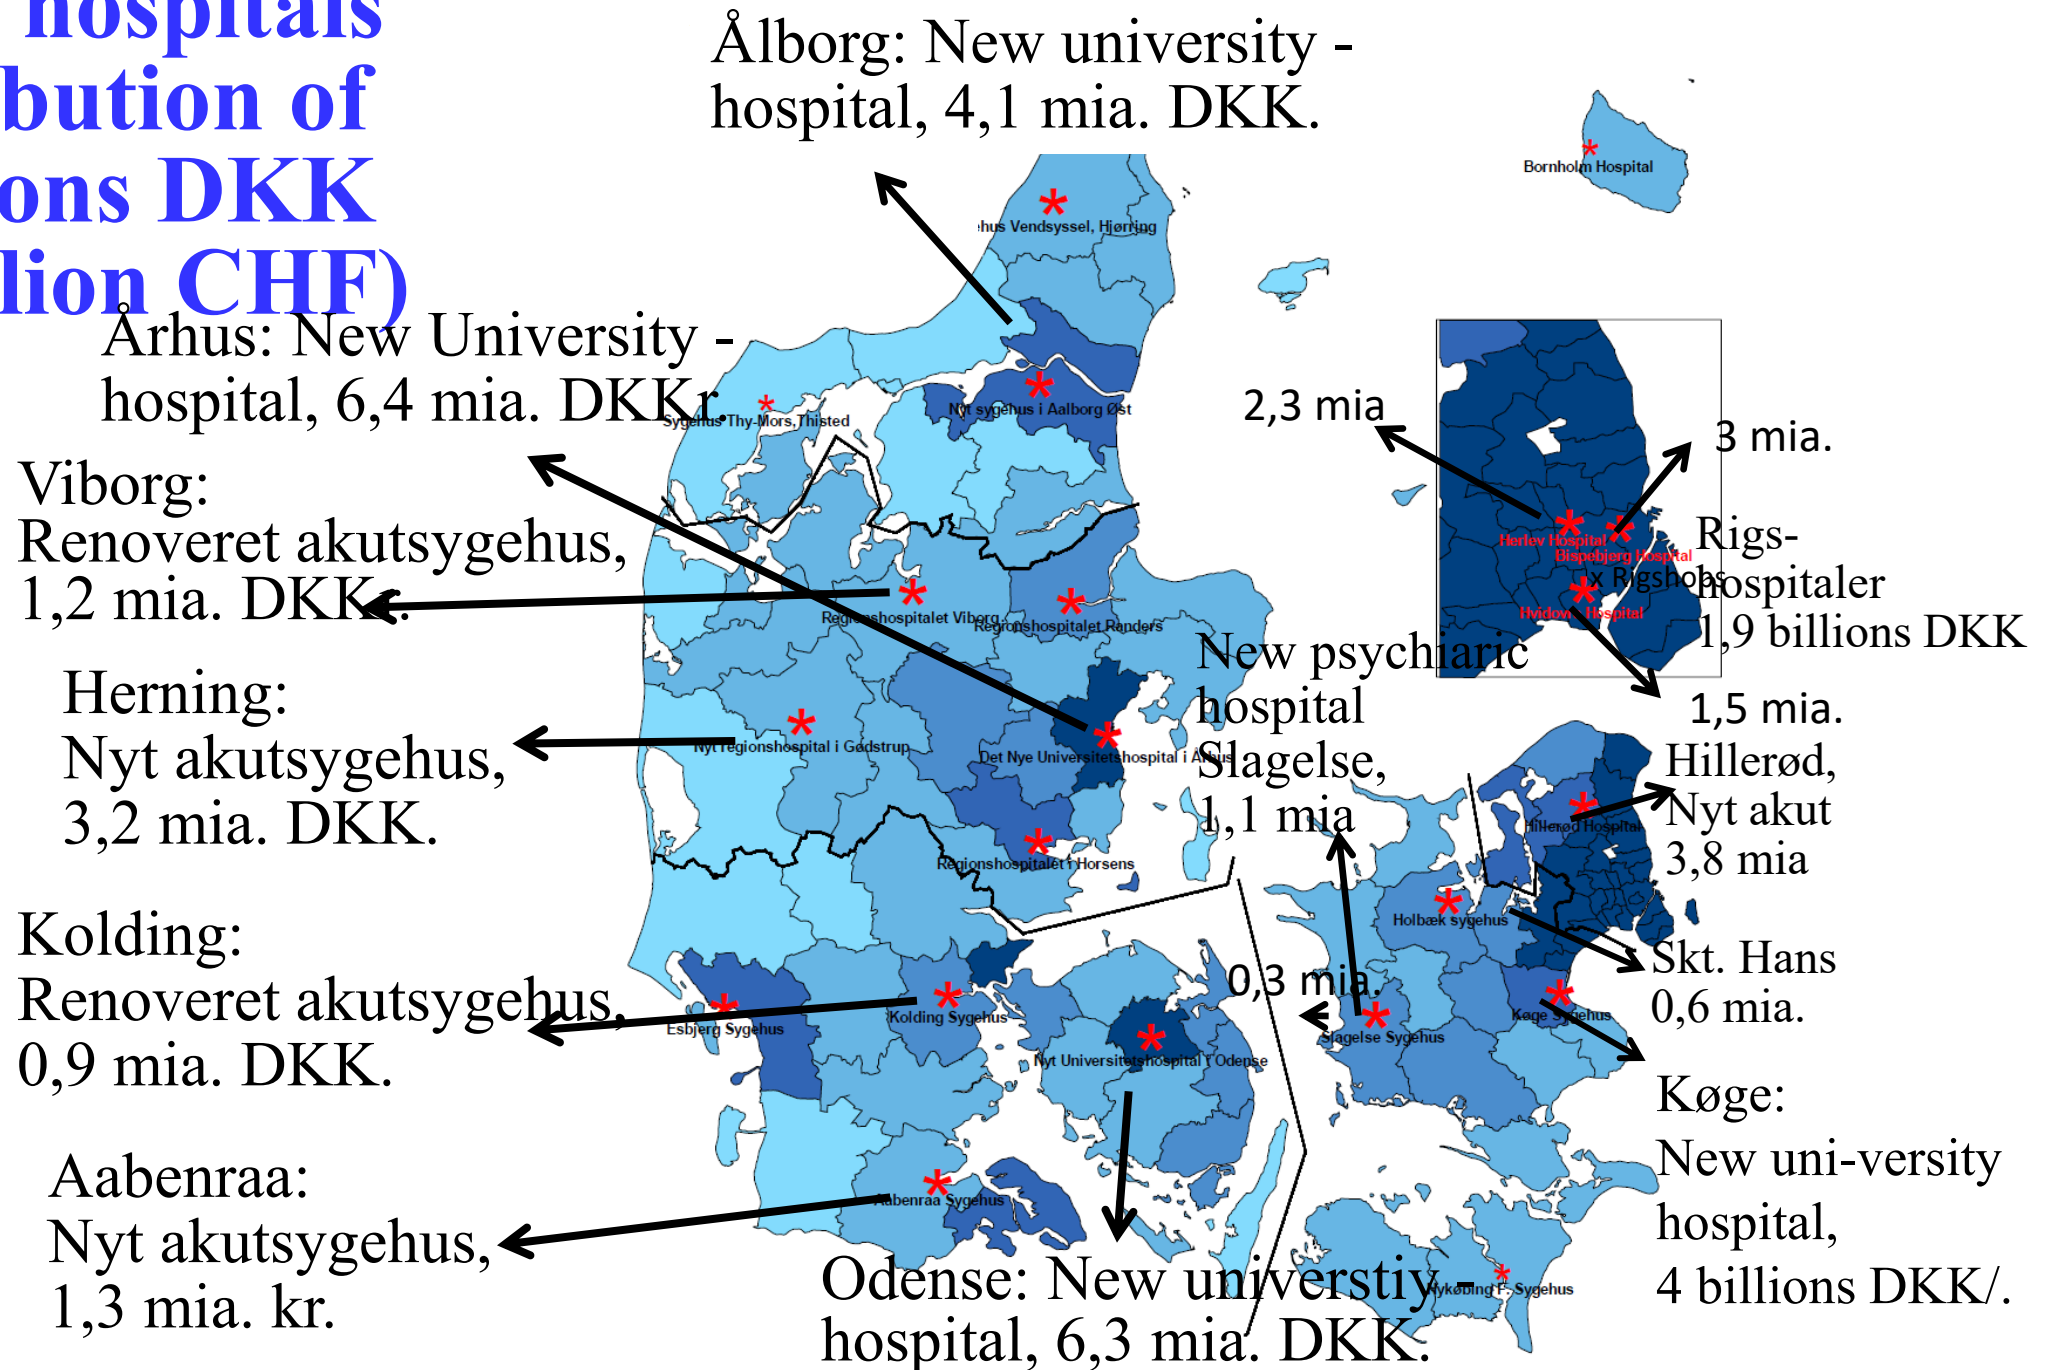 hospitals
bution of
ons DKK
lion CHF)
Ålborg: New university -
hospital, 4,1 mia. DKK.
Århus: New University -
hospital, 6,4 mia. DKKr.
Viborg:
Renoveret akutsygehus,
1,2 mia. DKK.
Herning:
Nyt akutsygehus,
3,2 mia. DKK.
Kolding:
Renoveret akutsygehus,
0,9 mia. DKK.
Aabenraa:
Nyt akutsygehus,
1,3 mia. kr.
Odense: New universtiy -
hospital, 6,3 mia. DKK.
ehus Vendsyssel, Hjørring
Sygehus Thy-Mors,Thisted
Nyt sygehus i Aalborg Øst
Regionshospitalet Viborg
Regionshospitalet Randers
Nyt regionshospital i Gødstrup
Det Nye Universitetshospital i Århus
Regionshospitalet i Horsens
Esbjerg Sygehus
Kolding Sygehus
Nyt Universitetshospital i Odense
Aabenraa Sygehus
Bornholm Hospital
2,3 mia
3 mia.
Herlev Hospital
Bispebjerg Hospital
x Rigshops
Hvidovre Hospital
Rigs-
hospitaler
1,9 billions DKK
1,5 mia.
New psychiaric
hospital
Slagelse,
1,1 mia
Hillerød,
Nyt akut
3,8 mia
Hillerød Hospital
Holbæk sygehus
Skt. Hans
0,6 mia.
0,3 mia.
Slagelse Sygehus
Køge Sygehus
Køge:
New uni-versity
hospital,
4 billions DKK/.
Nykøbing F. Sygehus